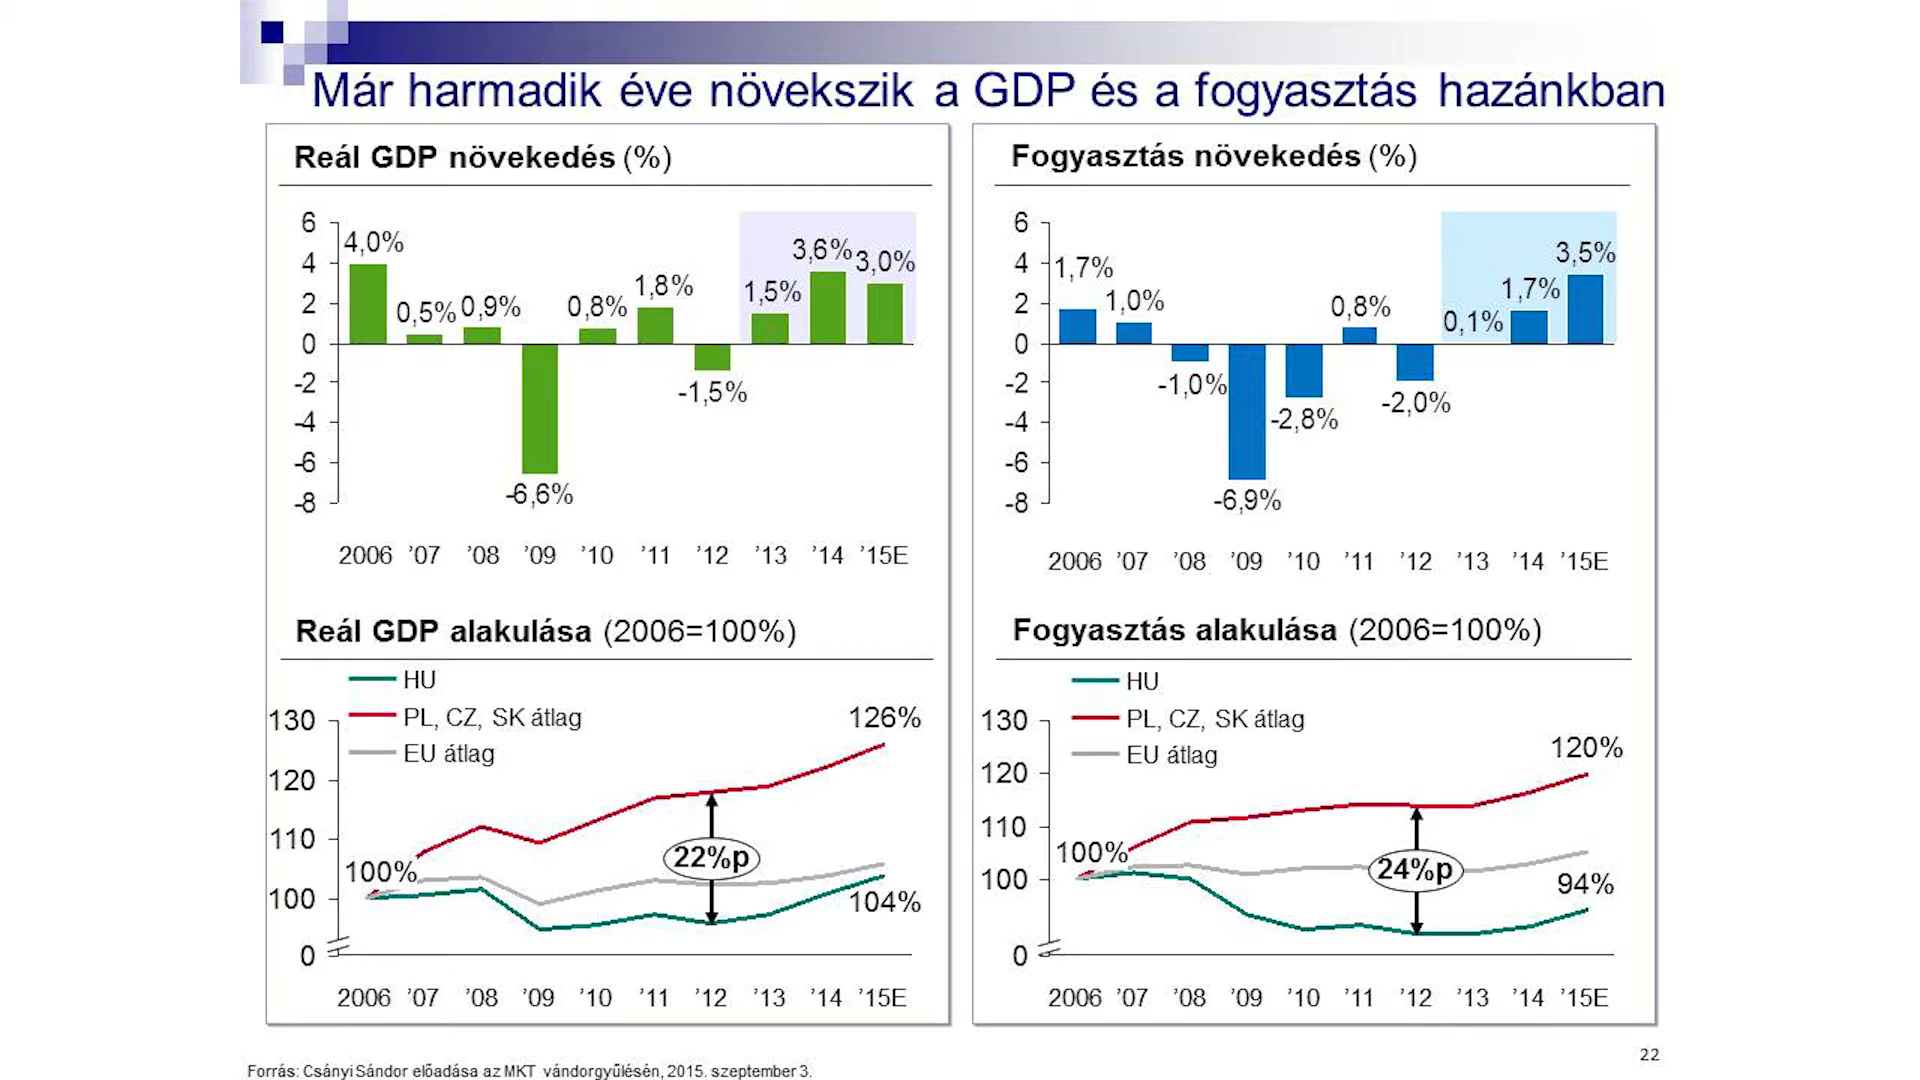 Már harmadik éve növekszik a GDP és a fogyasztás hazánkban
Reál GDP növekedés (%)
6
4
2
0
-2
-4
-6
-8
4,0%
0,5%
0,9%
-6,6%
0,8%
1,8%
-1,5%
1,5%
3,6%
3,0%
2006 ’07 ’08 ’09 ’10 ’11 ’12 ’13 ’14 ’15E
Reál GDP alakulása (2006=100%)
HU
PL, CZ, SK átlag
EU átlag
130
120
110
100
0
100%
22%p
126%
104%
2006 ’07 ’08 ’09 ’10 ’11 ’12 ’13 ’14 ’15E
Fogyasztás növekedés (%)
6
4
2
0
-2
-4
-6
-8
1,7%
1,0%
-1,0%
-6,9%
-2,8%
0,8%
-2,0%
0,1%
1,7%
3,5%
2006 ’07 ’08 ’09 ’10 ’11 ’12 ’13 ’14 ’15E
Fogyasztás alakulása (2006=100%)
HU
PL, CZ, SK átlag
EU átlag
130
120
110
100
0
100%
24%p
120%
94%
2006 ’07 ’08 ’09 ’10 ’11 ’12 ’13 ’14 ’15E
22
Forrás: Csányi Sándor előadása az MKT vándorgyűlésén, 2015. szeptember 3.